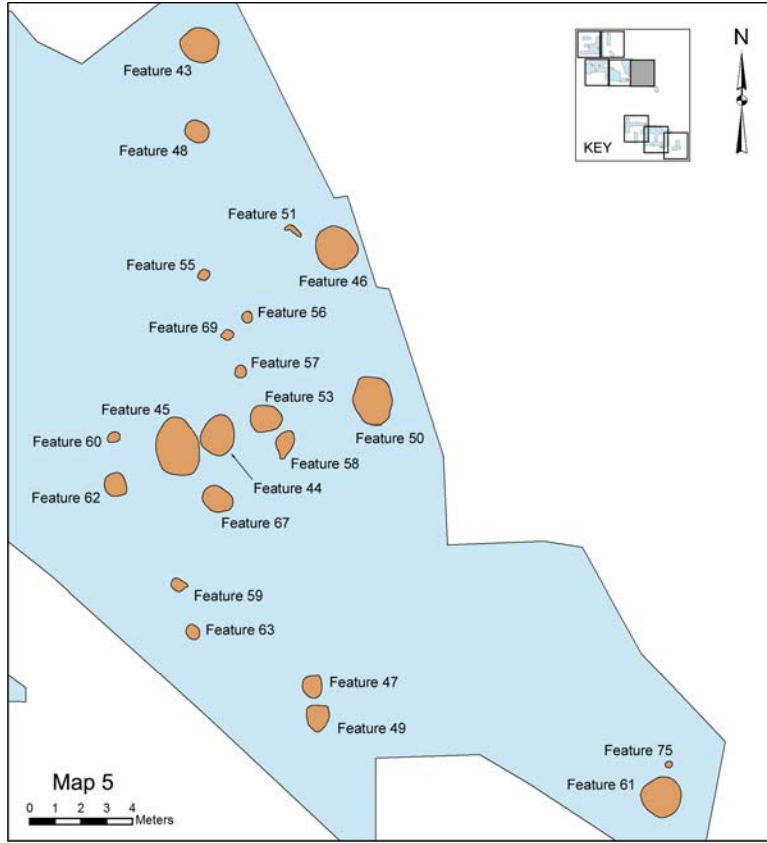 Feature 43
N
KEY
Feature 48
Feature 51
Feature 55
Feature 46
Feature 56
Feature 69
Feature 57
Feature 45
Feature 53
Feature 60
Feature 50
Feature 58
Feature 44
Feature 62
Feature 67
Feature 59
Feature 63
Feature 47
Feature 49
Feature 75
Feature 61
Map 5
0 1 2 3 4
Meters